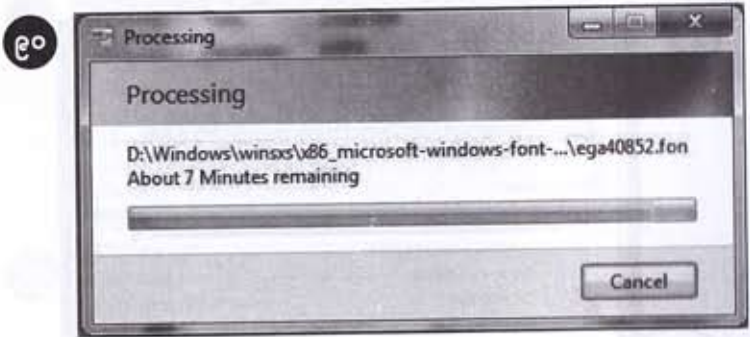 ၉၀
Processing
Processing
D:\Windows\winsxs\x86_microsoft-windows-font-...\ega40852.fon
About 7 Minutes remaining
Cancel